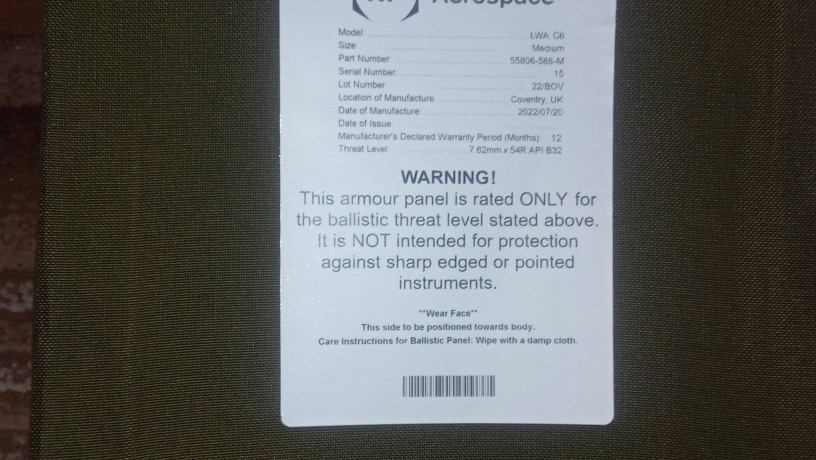 Aerospace
Model LWA C6
Size Medium
Part Number 55806-588-M
Serial Number 15
Lot Number 22/BOV
Location of Manufacture Coventry, UK
Date of Manufacture 2022/07/20
Date of Issue
Manufacturer's Declared Warranty Period (Months) 12
Threat Level 7.62mm x 54R API B32
WARNING!
This armour panel is rated ONLY for
the ballistic threat level stated above.
It is NOT intended for protection
against sharp edged or pointed
instruments.
**Wear Face**
This side to be positioned towards body.
Care Instructions for Ballistic Panel: Wipe with a damp cloth.